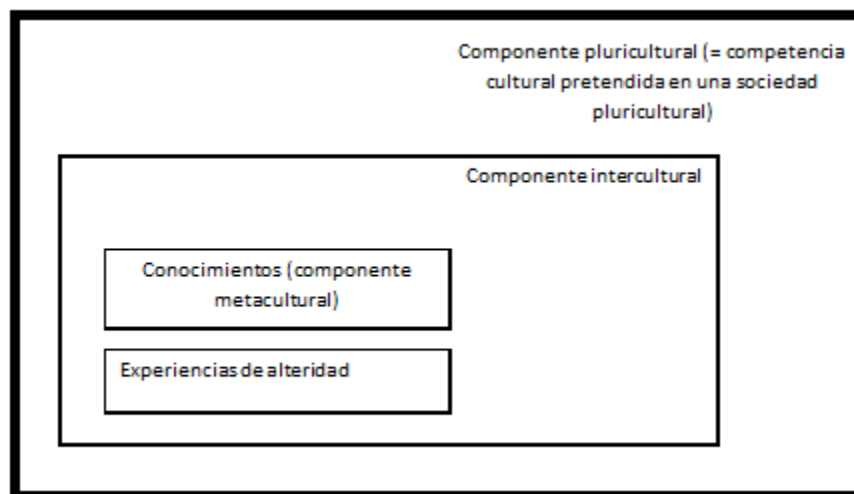 Componente pluricultural (= competencia
cultural pretendida en una sociedad
pluricultural)
Componente intercultural
Conocimientos (componente
metacultural)
Experiencias de alteridad